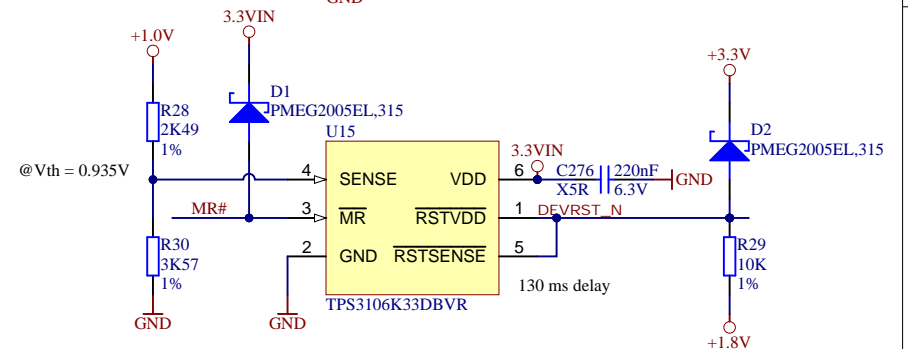 GND
3.3VIN
+1.0V
+3.3V
D1
PMEG2005EL,315
R28
2K49
1%
U15
D2
PMEG2005EL,315
3.3VIN
@Vth = 0.935V
4 SENSE VDD 6
C276 220nF
X5R 6.3V
GND
MR#
3 MR RSTVDD 1
DEVRST_N
R30
3K57
1%
2 GND RSTSENSE 5
R29
10K
1%
130 ms delay
TPS3106K33DBVR
GND
GND
+1.8V